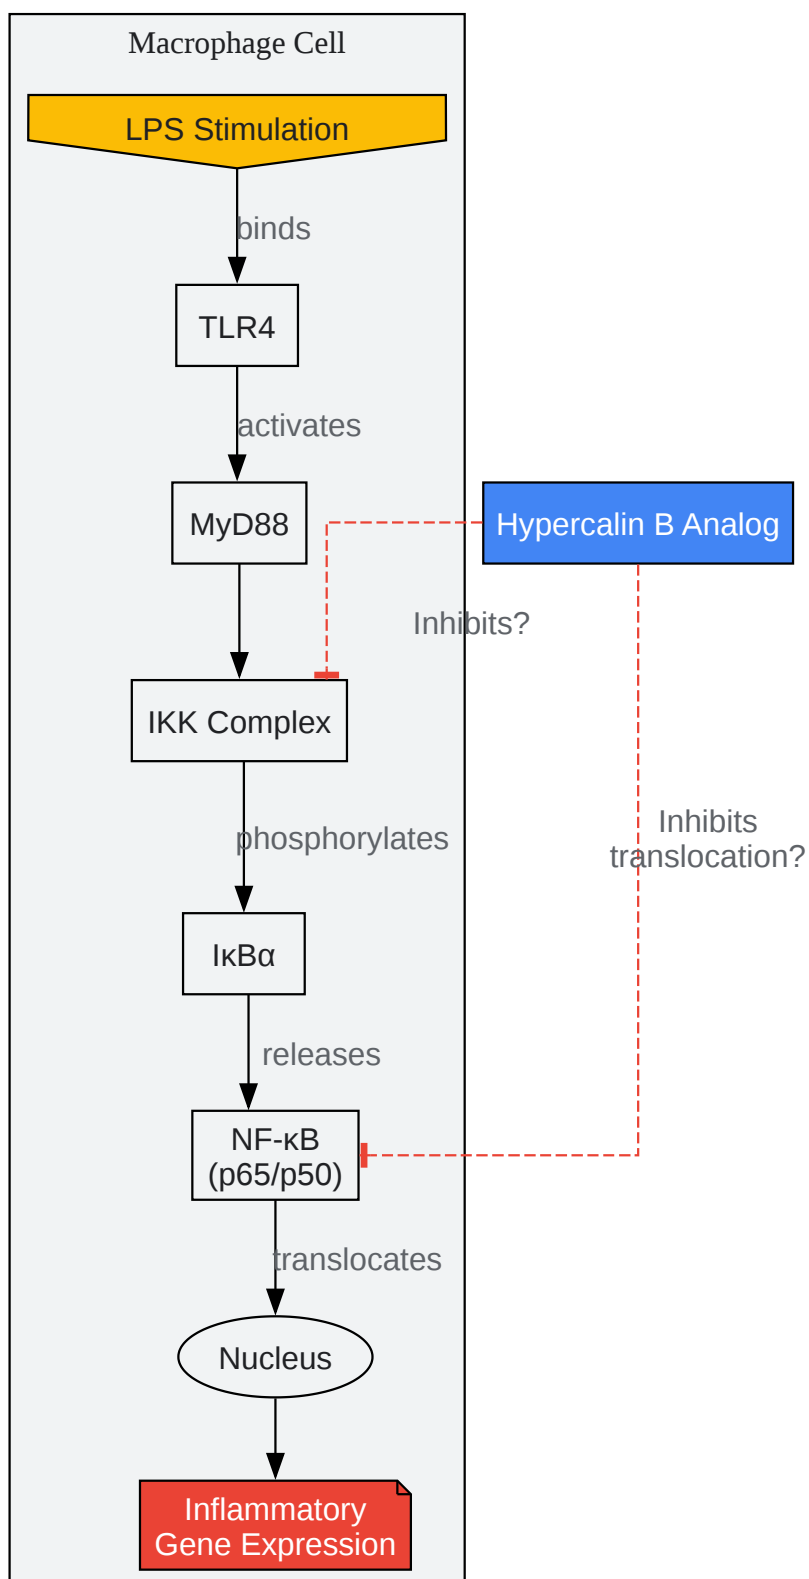 Macrophage Cell
LPS Stimulation
binds
TLR4
activates
MyD88
Hypercalin B Analog
Inhibits?
IKK Complex
phosphorylates
Inhibits
translocation?
IκBα
releases
NF-κB
(p65/p50)
translocates
Nucleus
Inflammatory
Gene Expression